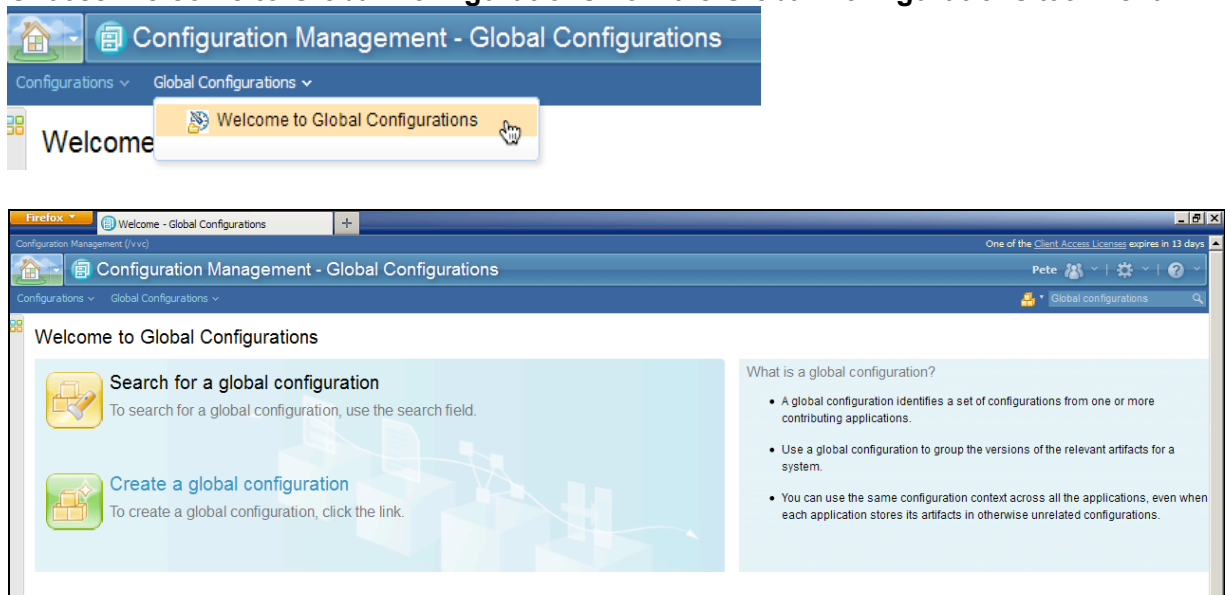 Configuration Management - Global Configurations
Configurations Global Configurations
Welcome to Global Configurations
Welcome
Firefox Welcome - Global Configurations
Configuration Management (/vvc) One of the Client Access Licenses expires in 13 days
Configuration Management - Global Configurations Pete
Configurations Global Configurations Global configurations
Welcome to Global Configurations
Search for a global configuration
To search for a global configuration, use the search field.
Create a global configuration
To create a global configuration, click the link.
What is a global configuration?
• A global configuration identifies a set of configurations from one or more
contributing applications.
• Use a global configuration to group the versions of the relevant artifacts for a
system.
• You can use the same configuration context across all the applications, even when
each application stores its artifacts in otherwise unrelated configurations.